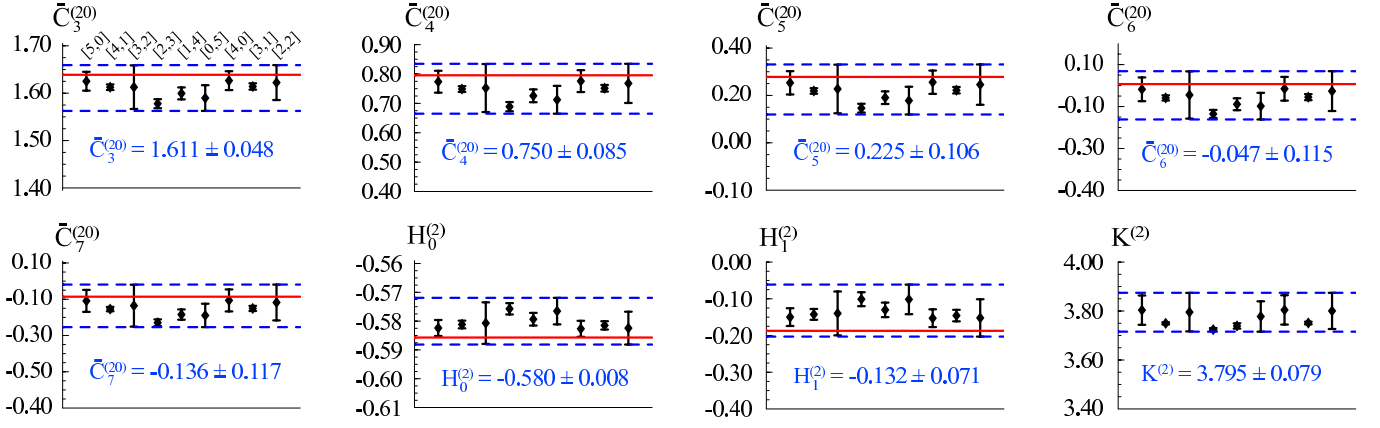 C̄₃⁽²⁰⁾
[5,0] [4,1] [3,2] [2,3] [1,4] [0,5] [4,0] [3,1] [2,2]
1.70
1.60
1.50
1.40
C̄₃⁽²⁰⁾ = 1.611 ± 0.048
C̄₄⁽²⁰⁾
0.90
0.80
0.70
0.60
0.50
0.40
C̄₄⁽²⁰⁾ = 0.750 ± 0.085
C̄₅⁽²⁰⁾
0.40
0.20
0.00
-0.10
C̄₅⁽²⁰⁾ = 0.225 ± 0.106
C̄₆⁽²⁰⁾
0.10
-0.10
-0.30
-0.40
C̄₆⁽²⁰⁾ = -0.047 ± 0.115
C̄₇⁽²⁰⁾
0.10
-0.10
-0.30
-0.50
-0.40
C̄₇⁽²⁰⁾ = -0.136 ± 0.117
H₀⁽²⁾
-0.56
-0.57
-0.58
-0.59
-0.60
-0.61
H₀⁽²⁾ = -0.580 ± 0.008
H₁⁽²⁾
0.00
-0.10
-0.20
-0.30
-0.40
H₁⁽²⁾ = -0.132 ± 0.071
K⁽²⁾
4.00
3.80
3.60
3.40
K⁽²⁾ = 3.795 ± 0.079